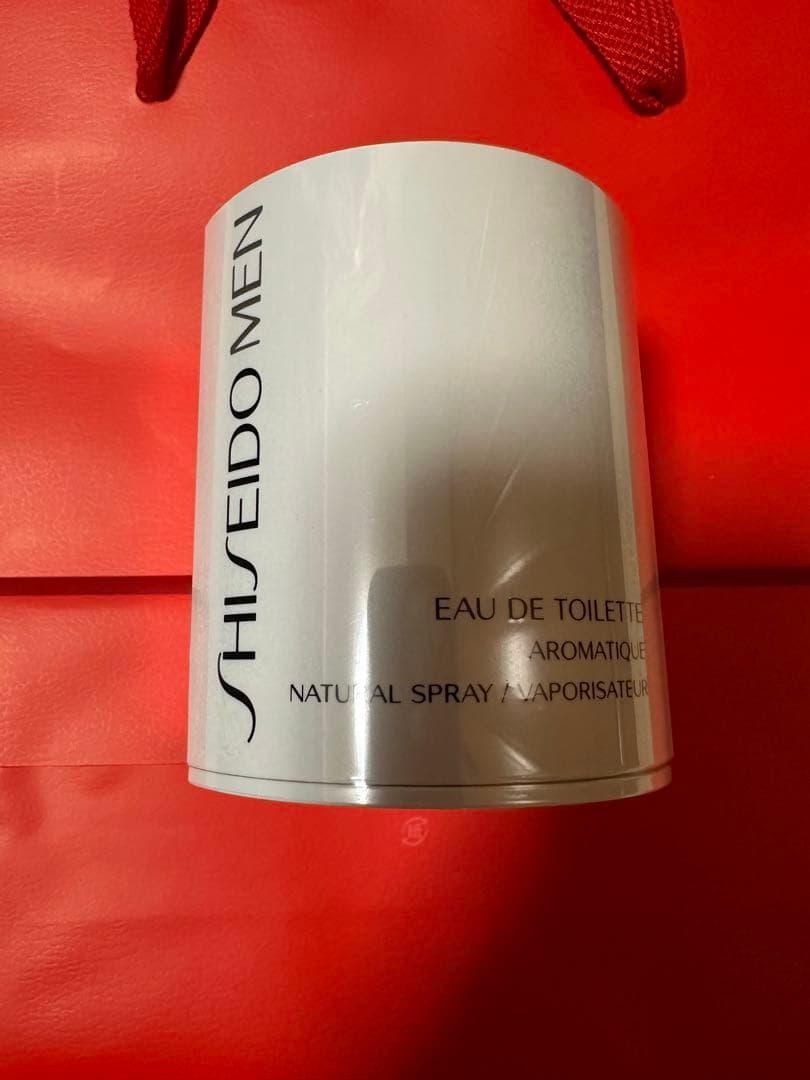 SHISEIDO MEN
EAU DE TOILETTE
AROMATIQUE
NATURAL SPRAY / VAPORISATEUR